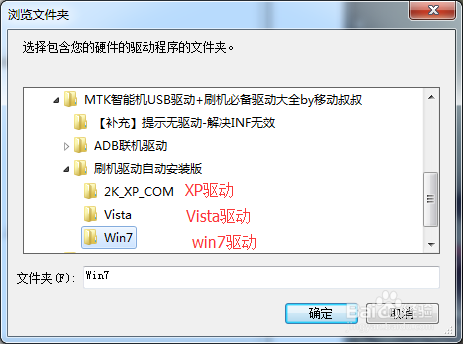 浏览文件夹
选择包含您的硬件的驱动程序的文件夹。
MTK智能机USB驱动+刷机必备驱动大全by移动叔叔
【补充】提示无驱动-解决INF无效
ADB联机驱动
刷机驱动自动安装版
2K_XP_COM XP驱动
Vista Vista驱动
Win7 win7驱动
文件夹(F): Win7
确定 取消
Baidu经验